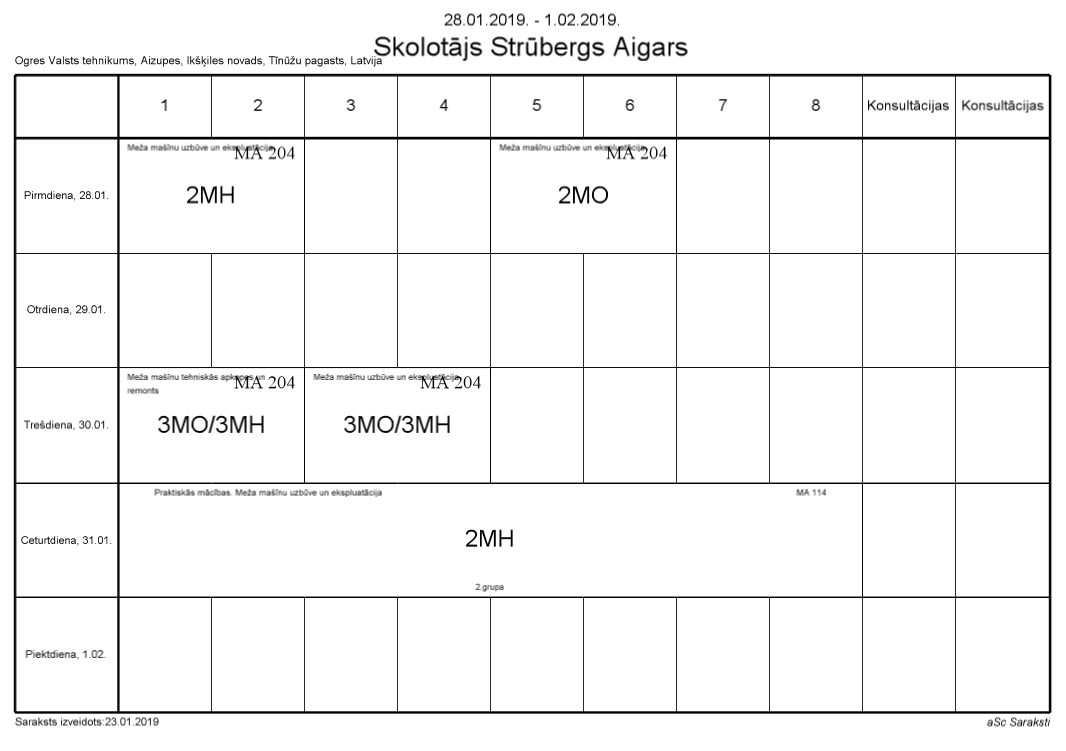 28.01.2019. - 1.02.2019.
Skolotājs Strūbergs Aigars
Ogres Valsts tehnikums, Aizupes, Ikšķiles novads, Tīnūžu pagasts, Latvija
1 2 3 4 5 6 7 8 Konsultācijas Konsultācijas
Pirmdiena, 28.01.
Meža mašīnu uzbūve un ekspluatācija
MA 204
2MH
Meža mašīnu uzbūve un ekspluatācija
MA 204
2MO
Otrdiena, 29.01.
Trešdiena, 30.01.
Meža mašīnu tehniskās apkopes un
remonts
MA 204
3MO/3MH
Meža mašīnu uzbūve un ekspluatācija
MA 204
3MO/3MH
Ceturtdiena, 31.01.
Praktiskās mācības. Meža mašīnu uzbūve un ekspluatācija
MA 114
2MH
2.grupa
Piektdiena, 1.02.
Saraksts izveidots:23.01.2019
aSc Saraksti